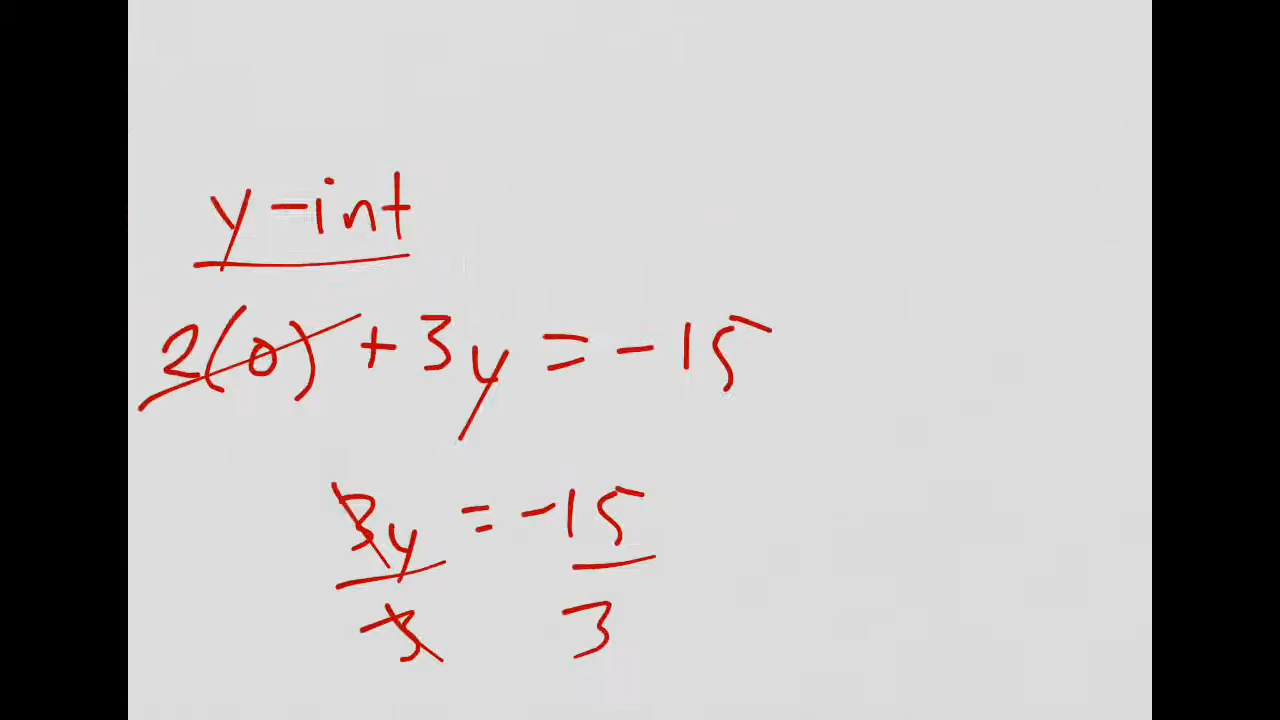 y-int
2(0) + 3y = -15
3y = -15
3 3